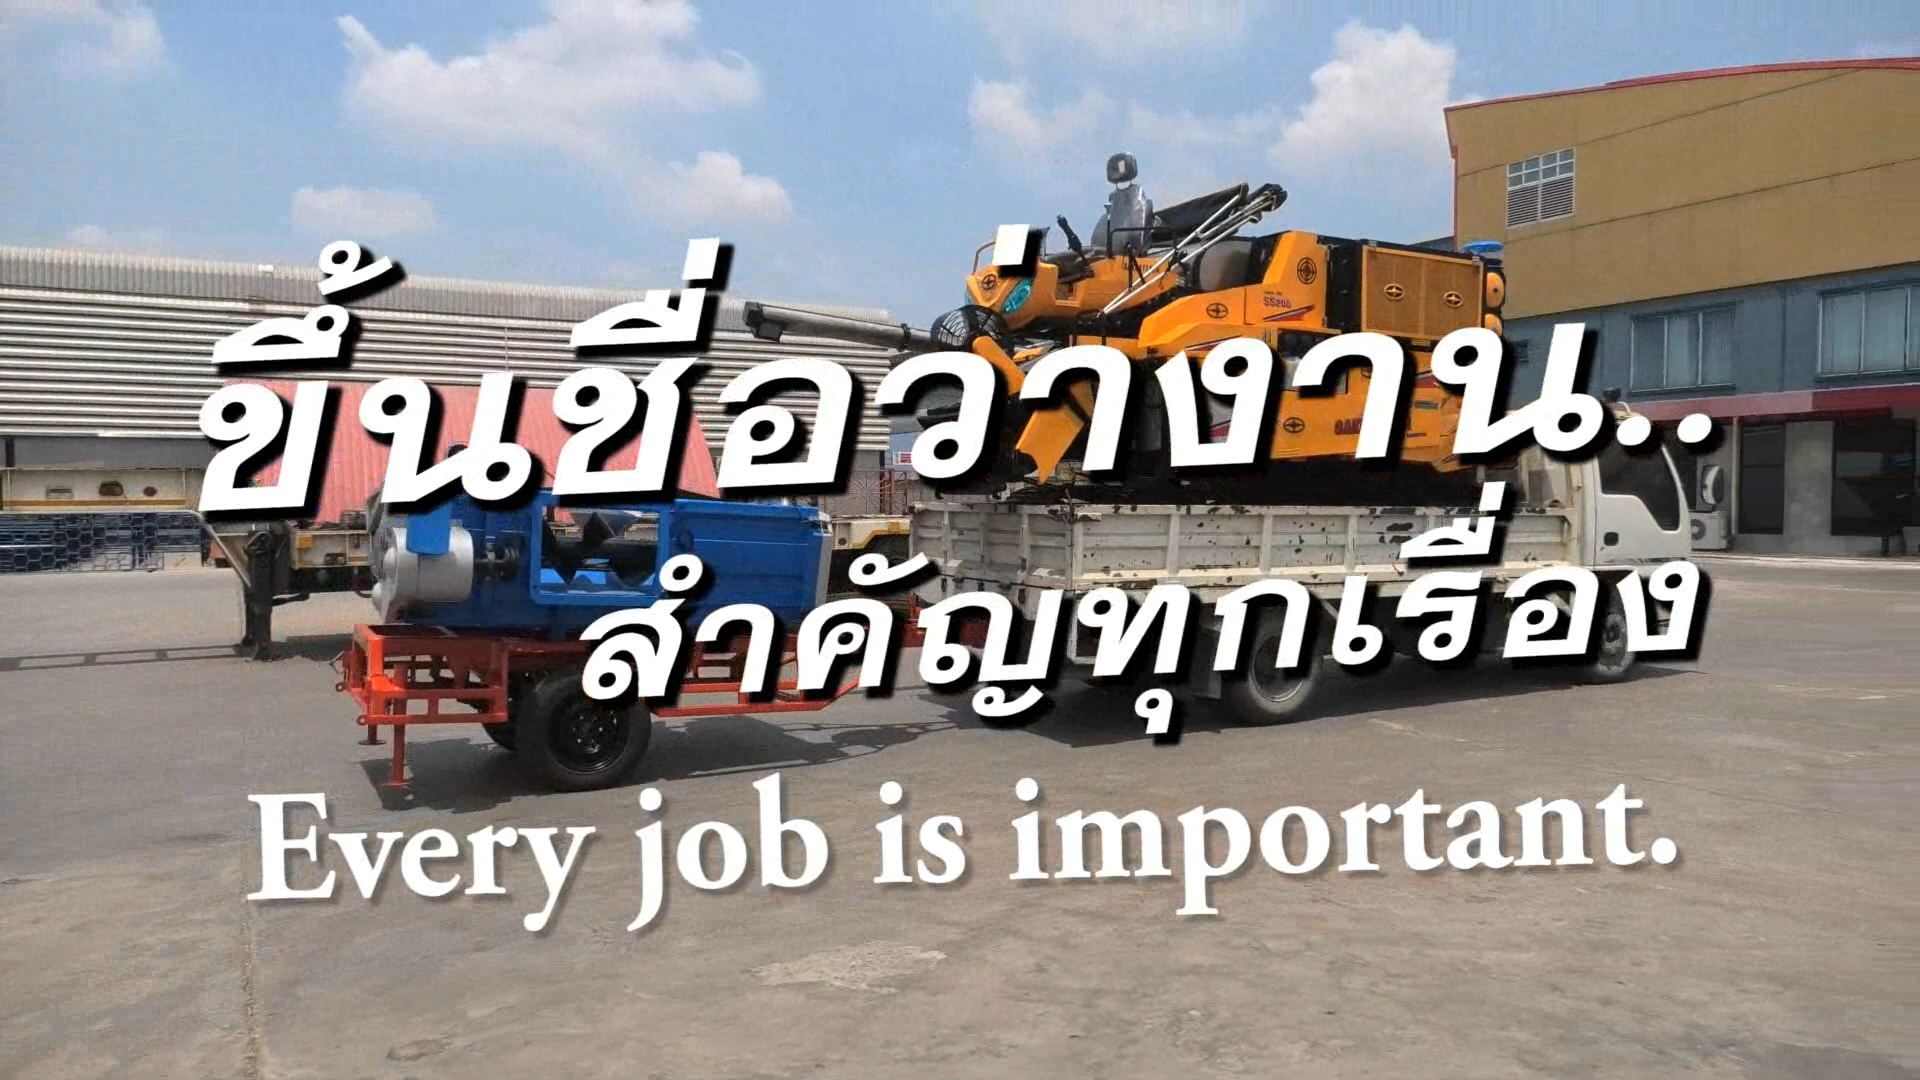 SS200
ขึ้นชื่อว่างาน..
สำคัญทุกเรื่อง
Every job is important.